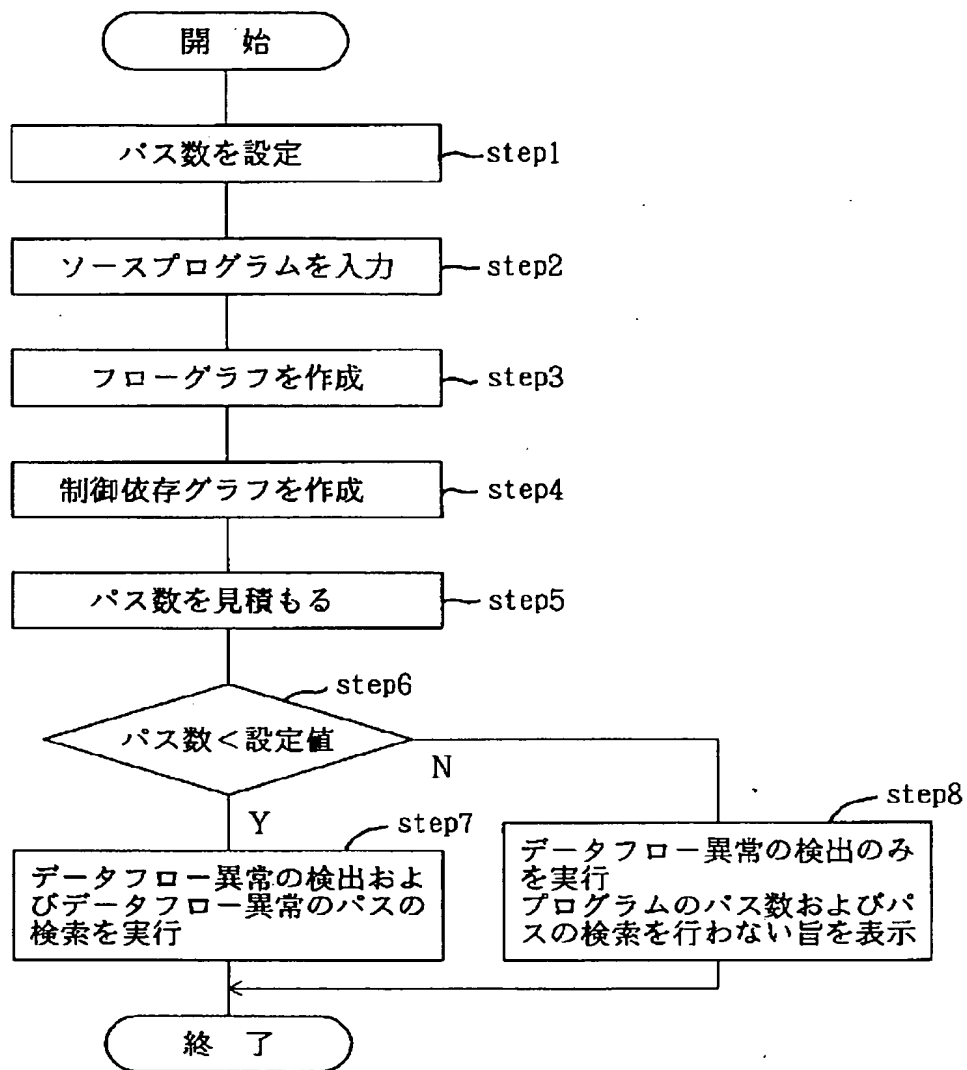 開 始
パス数を設定
step1
ソースプログラムを入力
step2
フローグラフを作成
step3
制御依存グラフを作成
step4
パス数を見積もる
step5
step6
パス数<設定値
N
Y
step7
データフロー異常の検出およ
びデータフロー異常のパスの
検索を実行
step8
データフロー異常の検出のみ
を実行
プログラムのパス数およびパ
スの検索を行わない旨を表示
終 了